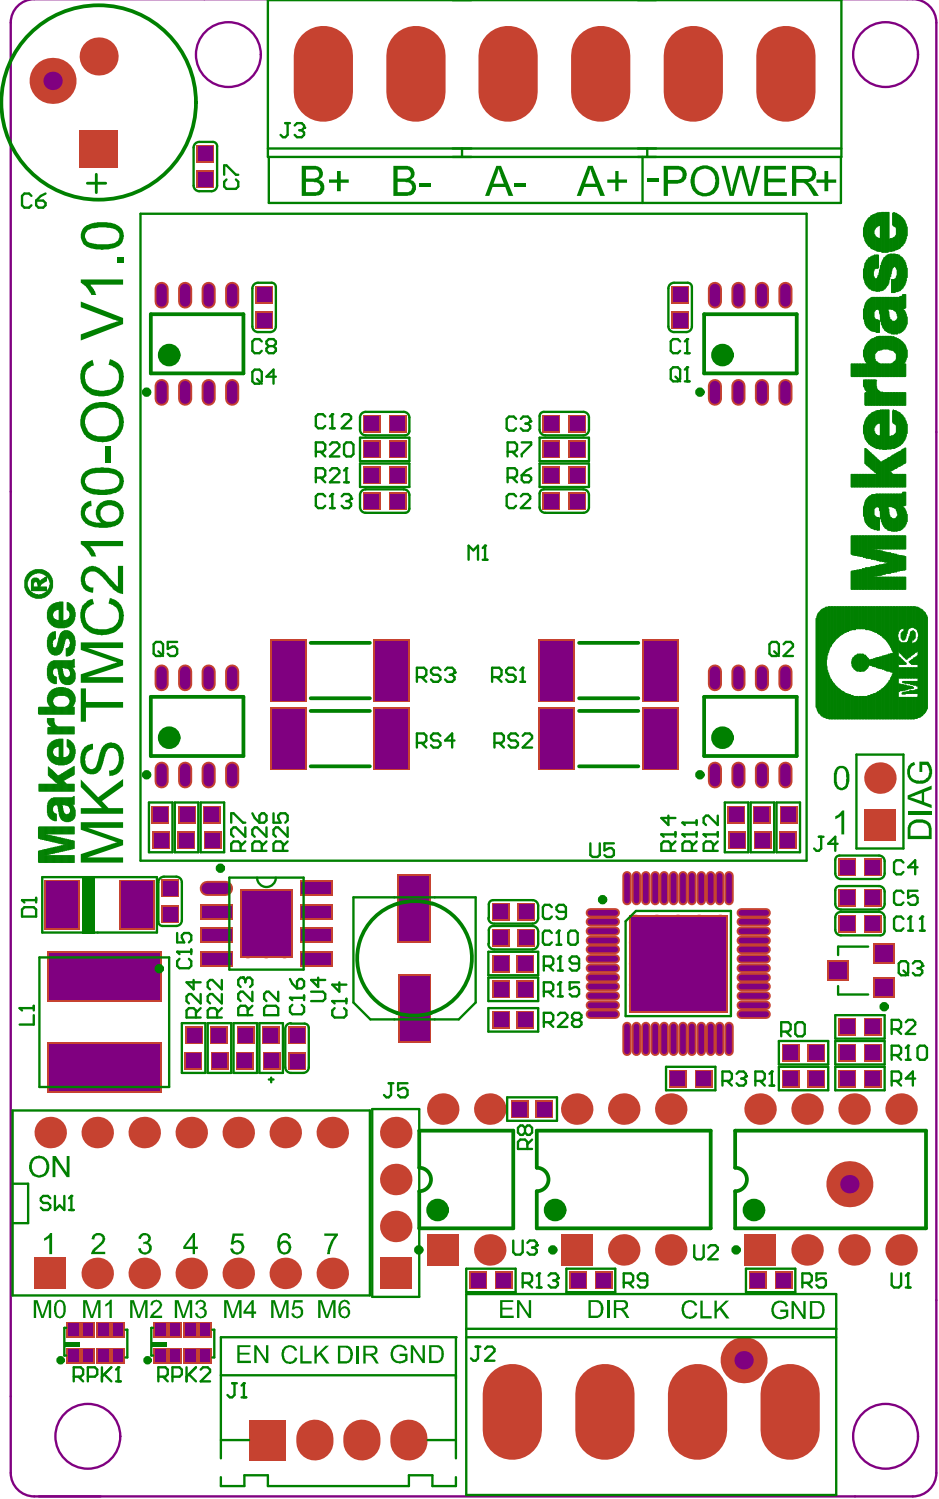 J3
B+ B- A- A+ -POWER+
C6
+
C7
MKS TMC2160-OC V1.0
Makerbase®
Makerbase
MKS
C8
Q4
C1
Q1
C12
R20
R21
C13
C3
R7
R6
C2
M1
Q5
Q2
RS3
RS1
RS4
RS2
R27
R26
R25
R14
R11
R12
0
1
DIAG
J4
U5
C4
C5
C11
Q3
D1
C15
U4
C14
C9
C10
R19
R15
R28
L1
R24
R22
R23
D2
C16
+
R0
R2
R10
R3
R1
R4
J5
R8
ON
SW1
1 2 3 4 5 6 7
M0 M1 M2 M3 M4 M5 M6
U3
U2
U1
R13
R9
R5
EN DIR CLK GND
RPK1
RPK2
EN CLK DIR GND
J2
J1